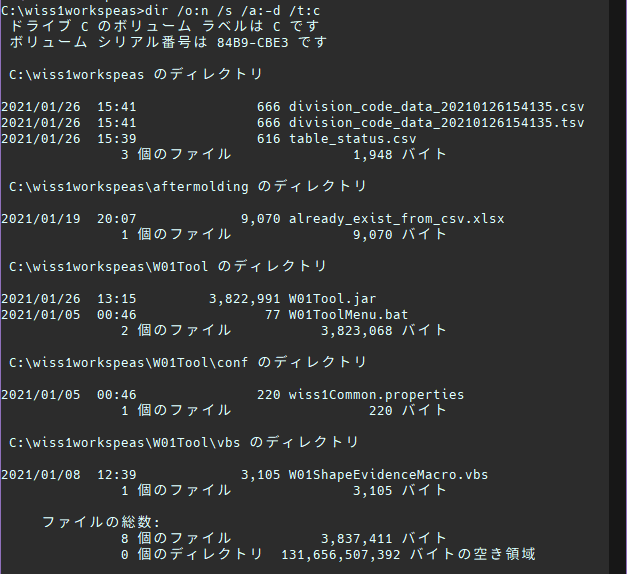 C:\wiss1workspeas>dir /o:n /s /a:-d /t:c
ドライブ C のボリューム ラベルは C です
ボリューム シリアル番号は 84B9-CBE3 です
C:\wiss1workspeas のディレクトリ
2021/01/26  15:41               666 division_code_data_20210126154135.csv
2021/01/26  15:41               666 division_code_data_20210126154135.tsv
2021/01/26  15:39               616 table_status.csv
3 個のファイル               1,948 バイト
C:\wiss1workspeas\aftermolding のディレクトリ
2021/01/19  20:07             9,070 already_exist_from_csv.xlsx
1 個のファイル               9,070 バイト
C:\wiss1workspeas\W01Tool のディレクトリ
2021/01/26  13:15         3,822,991 W01Tool.jar
2021/01/05  00:46                77 W01ToolMenu.bat
2 個のファイル           3,823,068 バイト
C:\wiss1workspeas\W01Tool\conf のディレクトリ
2021/01/05  00:46               220 wiss1Common.properties
1 個のファイル                 220 バイト
C:\wiss1workspeas\W01Tool\vbs のディレクトリ
2021/01/08  12:39             3,105 W01ShapeEvidenceMacro.vbs
1 個のファイル               3,105 バイト
ファイルの総数:
8 個のファイル           3,837,411 バイト
0 個のディレクトリ  131,656,507,392 バイトの空き領域